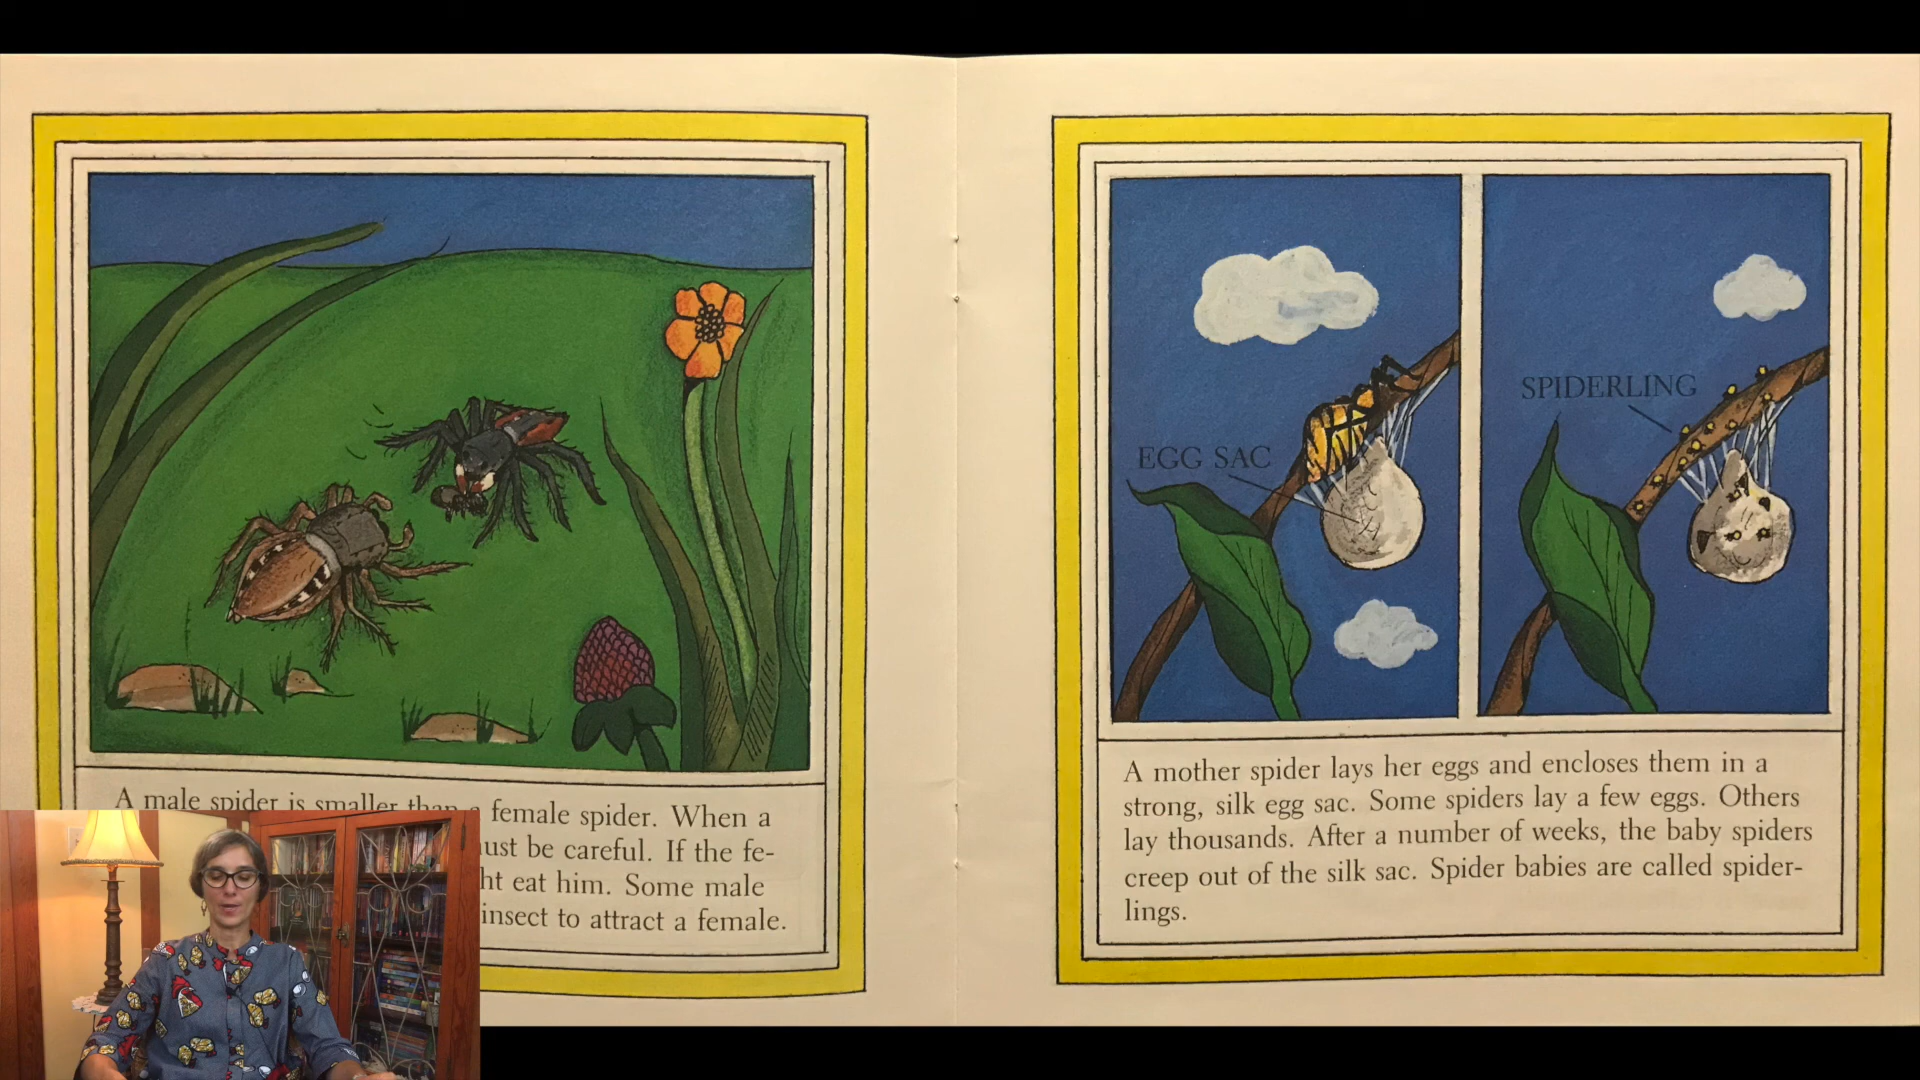 A male spider is smaller than a female spider. When a
must be careful. If the fe-
eat him. Some male
insect to attract a female.
EGG SAC
SPIDERLING
A mother spider lays her eggs and encloses them in a
strong, silk egg sac. Some spiders lay a few eggs. Others
lay thousands. After a number of weeks, the baby spiders
creep out of the silk sac. Spider babies are called spider-
lings.